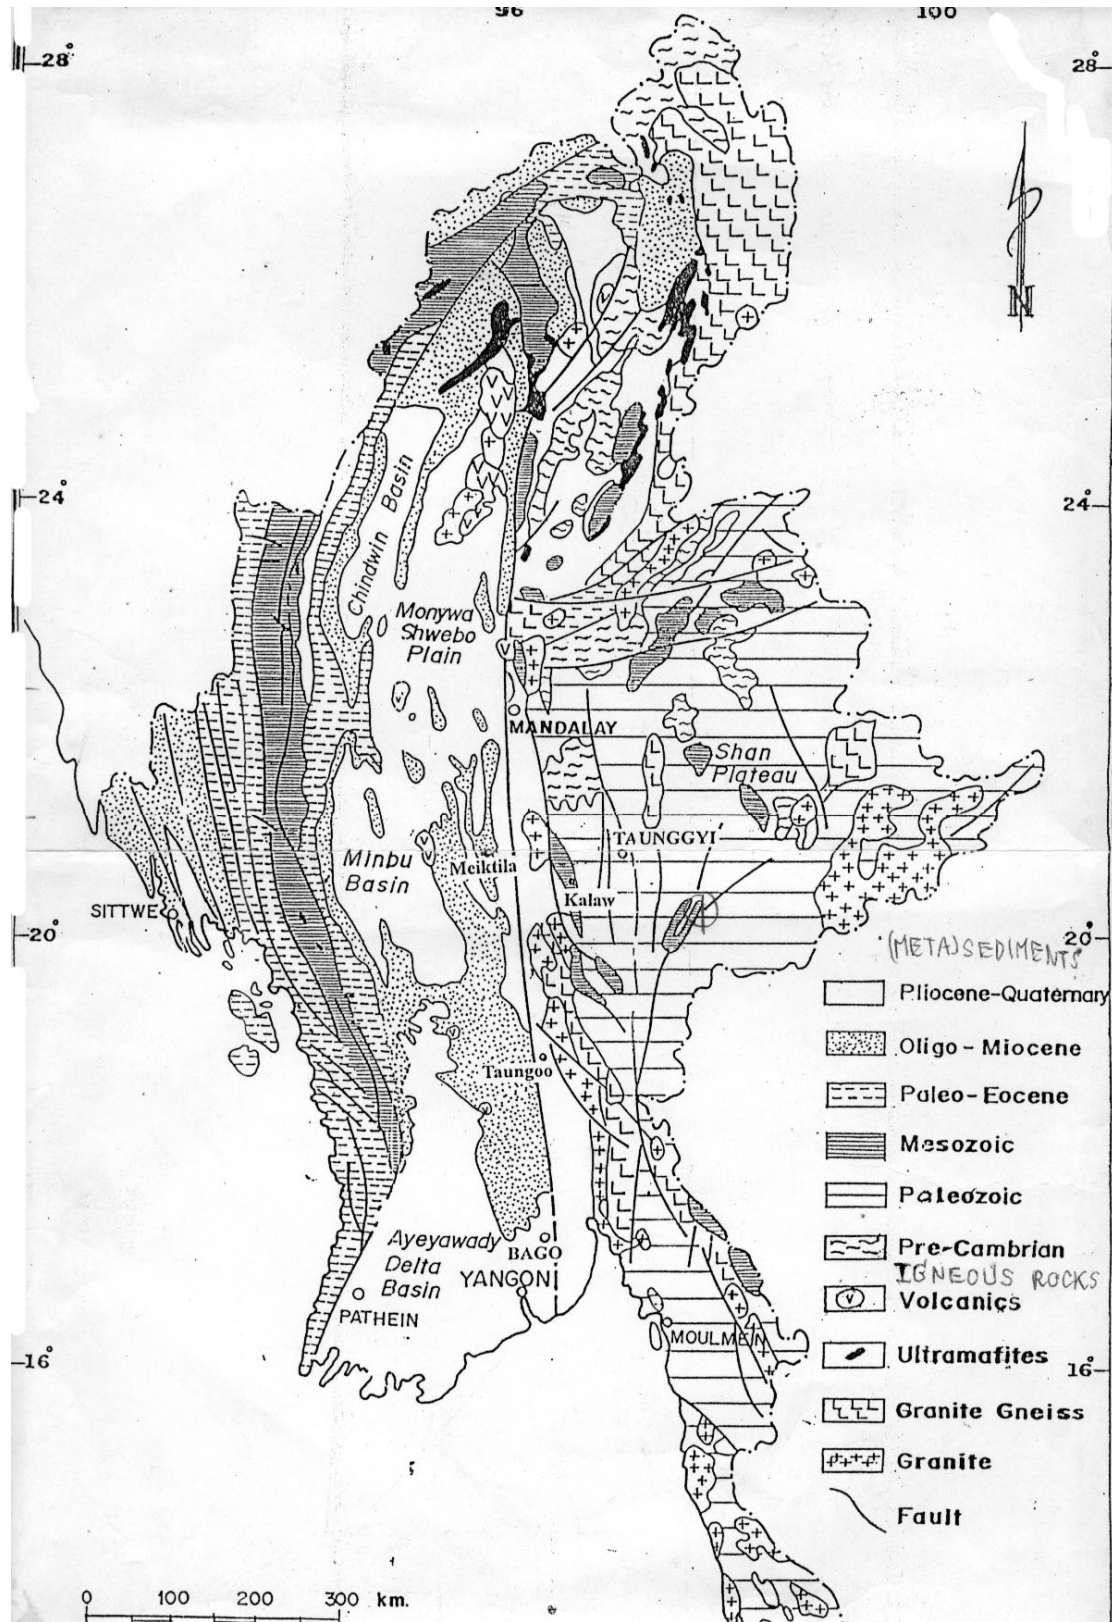 96
100
28°
28°
N
24°
24°
Chindwin Basin
Monywa
Shwebo
Plain
MANDALAY
Shan
Plateau
Minbu
Basin
Meiktila
TAUNGGYI
Kalaw
SITTWE
20°
20°
(META)SEDIMENTS
Pliocene-Quaternary
Oligo-Miocene
Taungoo
Paleo-Eocene
Mesozoic
Paleozoic
Ayeyawady
Delta
Basin
BAGO
YANGON
PATHEIN
MOULMEIN
Pre-Cambrian
IGNEOUS ROCKS
Volcanics
16°
16°
Ultramafites
Granite Gneiss
Granite
Fault
0 100 200 300 km.